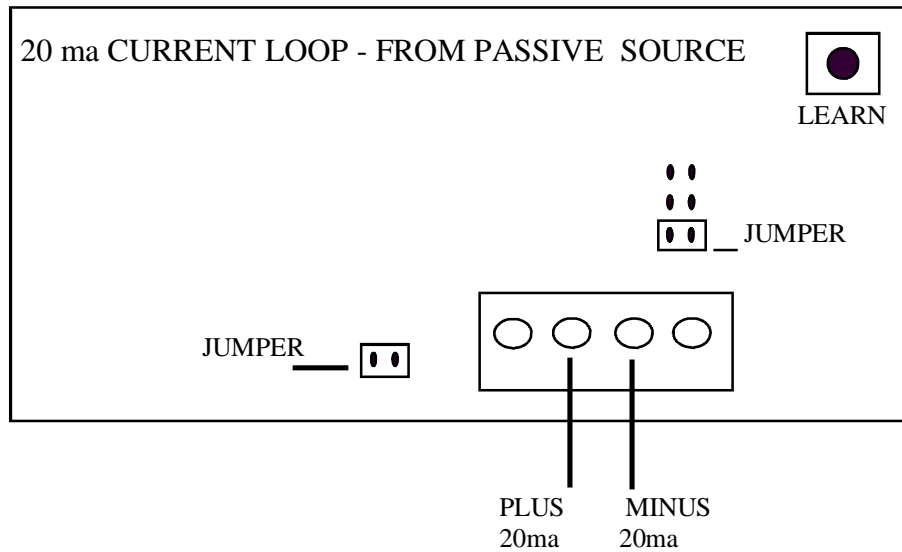 20 ma CURRENT LOOP - FROM PASSIVE SOURCE
LEARN
JUMPER
JUMPER
PLUS MINUS
20ma 20ma